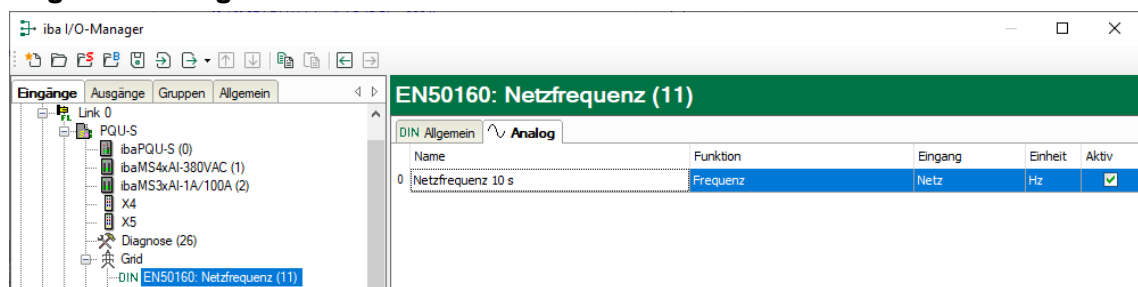 iba I/O-Manager
Eingänge Ausgänge Gruppen Allgemein
Link 0
PQU-S
ibaPQU-S (0)
ibaMS4xAI-380VAC (1)
ibaMS3xAI-1A/100A (2)
X4
X5
Diagnose (26)
Grid
DIN EN50160: Netzfrequenz (11)
EN50160: Netzfrequenz (11)
DIN Allgemein Analog
Name Funktion Eingang Einheit Aktiv
0 Netzfrequenz 10 s Frequenz Netz Hz